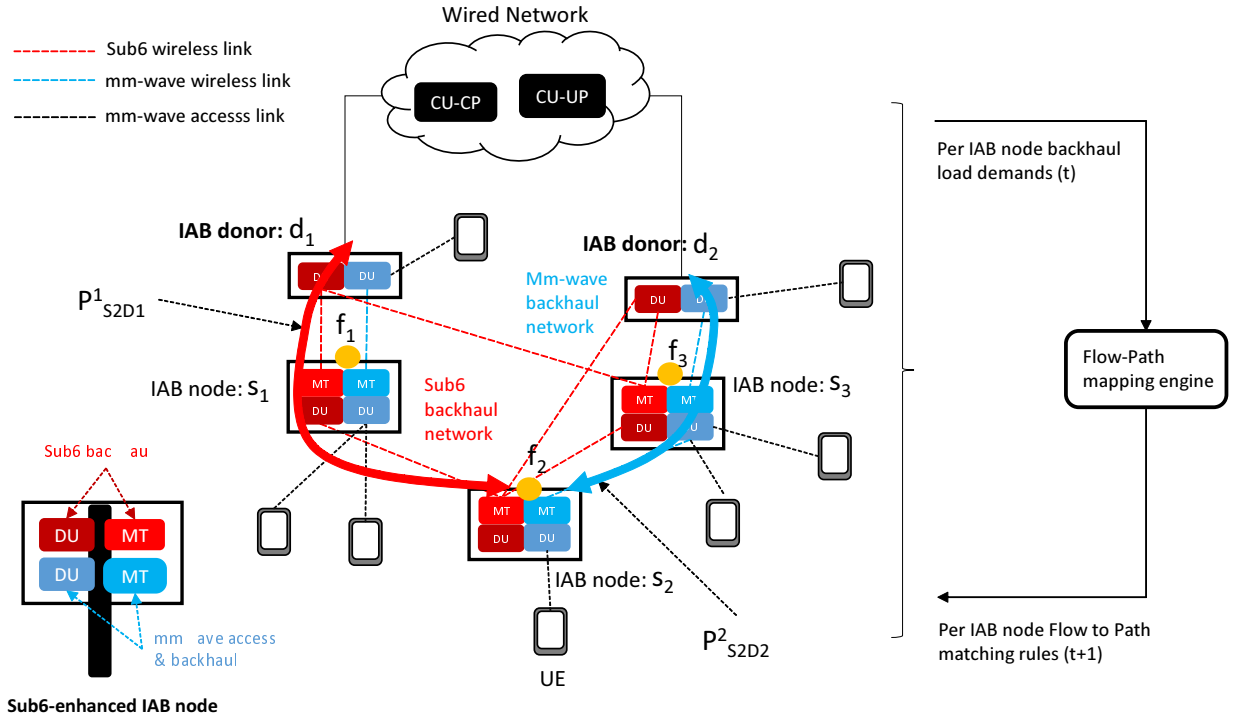 Wired Network
Sub6 wireless link
mm-wave wireless link
mm-wave accesss link
CU-CP
CU-UP
Per IAB node backhaul
load demands (t)
IAB donor: d1
IAB donor: d2
DU
DU
Mm-wave
backhaul
network
DU
P1S2D1
f1
f3
Flow-Path
mapping engine
IAB node: s1
MT
MT
DU
DU
Sub6
backhaul
network
MT
DU
IAB node: s3
f2
Sub6 bac au
MT
MT
DU
DU
DU
MT
DU
MT
IAB node: s2
mm ave access
& backhaul
P2S2D2
Per IAB node Flow to Path
matching rules (t+1)
UE
Sub6-enhanced IAB node